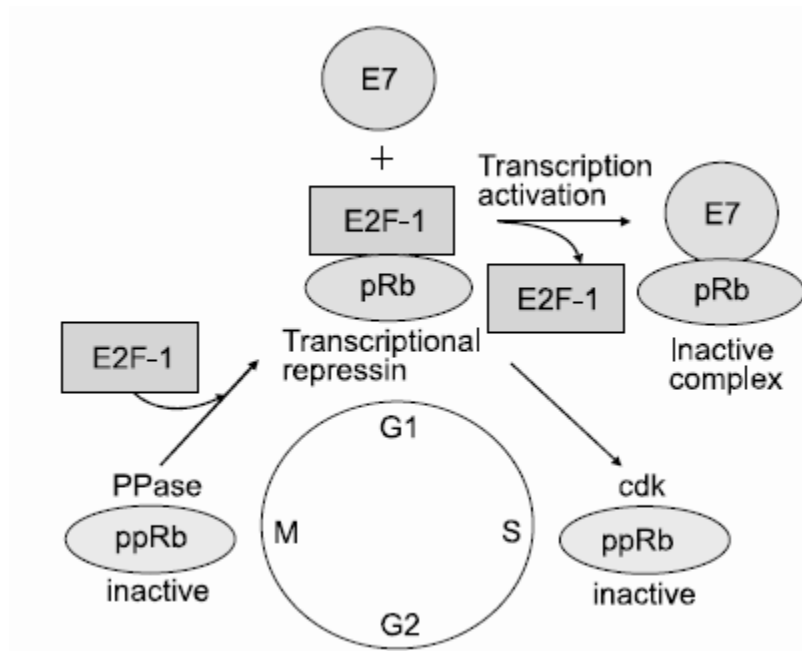 E7
+
Transcription
activation
E2F-1
E7
pRb
E2F-1
pRb
E2F-1
Transcriptional
repressin
Inactive
complex
G1
PPase
cdk
ppRb
M
S
ppRb
inactive
inactive
G2